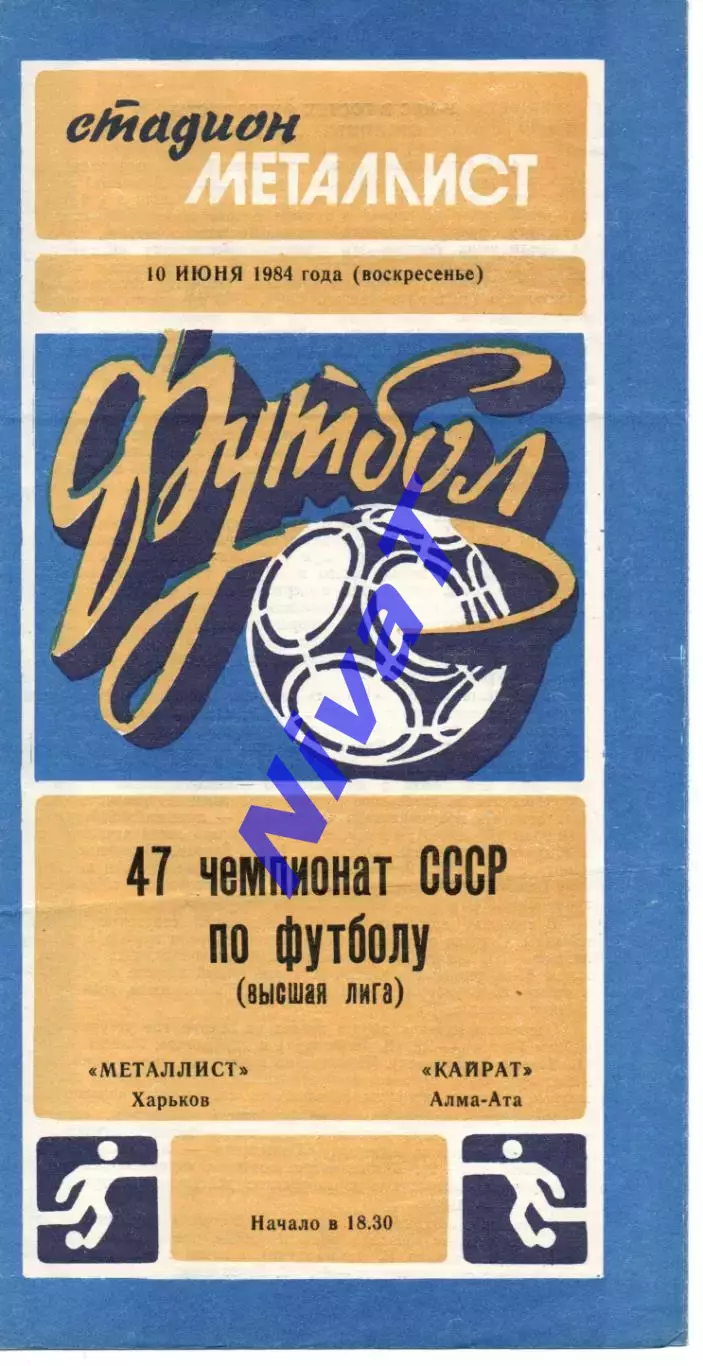 стадион
МЕТАЛЛИСТ
10 ИЮНЯ 1984 года (воскресенье)
Футбол
NivaT
47 чемпионат СССР
по футболу
(высшая лига)
«МЕТАЛЛИСТ» «КАЙРАТ»
Харьков Алма-Ата
Начало в 18.30